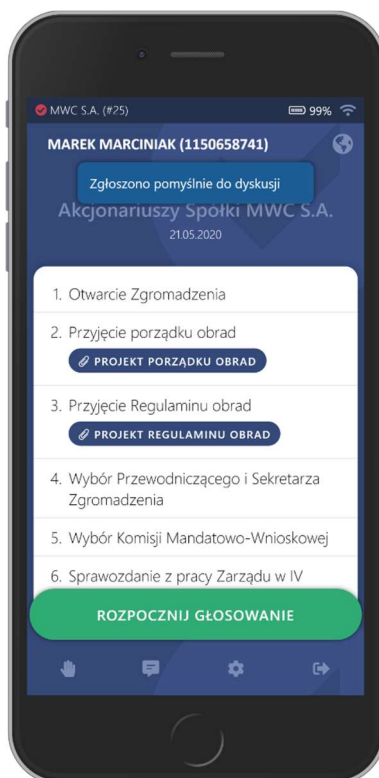 MWC S.A. (#25) 99%
MAREK MARCINIAK (1150658741)
Zgłoszono pomyślnie do dyskusji
Akcjonariuszy Spółki MWC S.A.
21.05.2020
1. Otwarcie Zgromadzenia
2. Przyjęcie porządku obrad
PROJEKT PORZĄDKU OBRAD
3. Przyjęcie Regulaminu obrad
PROJEKT REGULAMINU OBRAD
4. Wybór Przewodniczącego i Sekretarza
Zgromadzenia
5. Wybór Komisji Mandatowo-Wnioskowej
6. Sprawozdanie z pracy Zarządu w IV
ROZPOCZNIJ GŁOSOWANIE